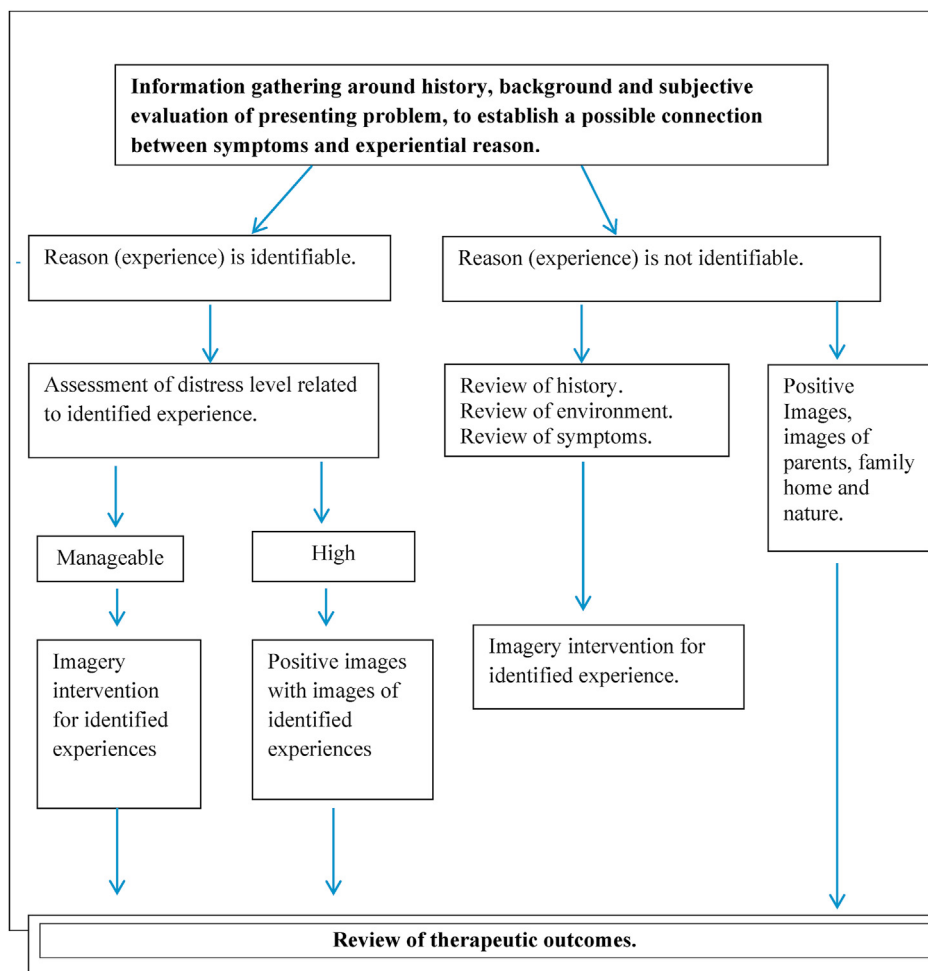 Information gathering around history, background and subjective
evaluation of presenting problem, to establish a possible connection
between symptoms and experiential reason.
Reason (experience) is identifiable.
Reason (experience) is not identifiable.
Assessment of distress level related
to identified experience.
Review of history.
Review of environment.
Review of symptoms.
Positive
Images,
images of
parents, family
home and
nature.
Manageable
High
Imagery
intervention
for identified
experiences
Positive images
with images of
identified
experiences
Imagery intervention for
identified experience.
Review of therapeutic outcomes.